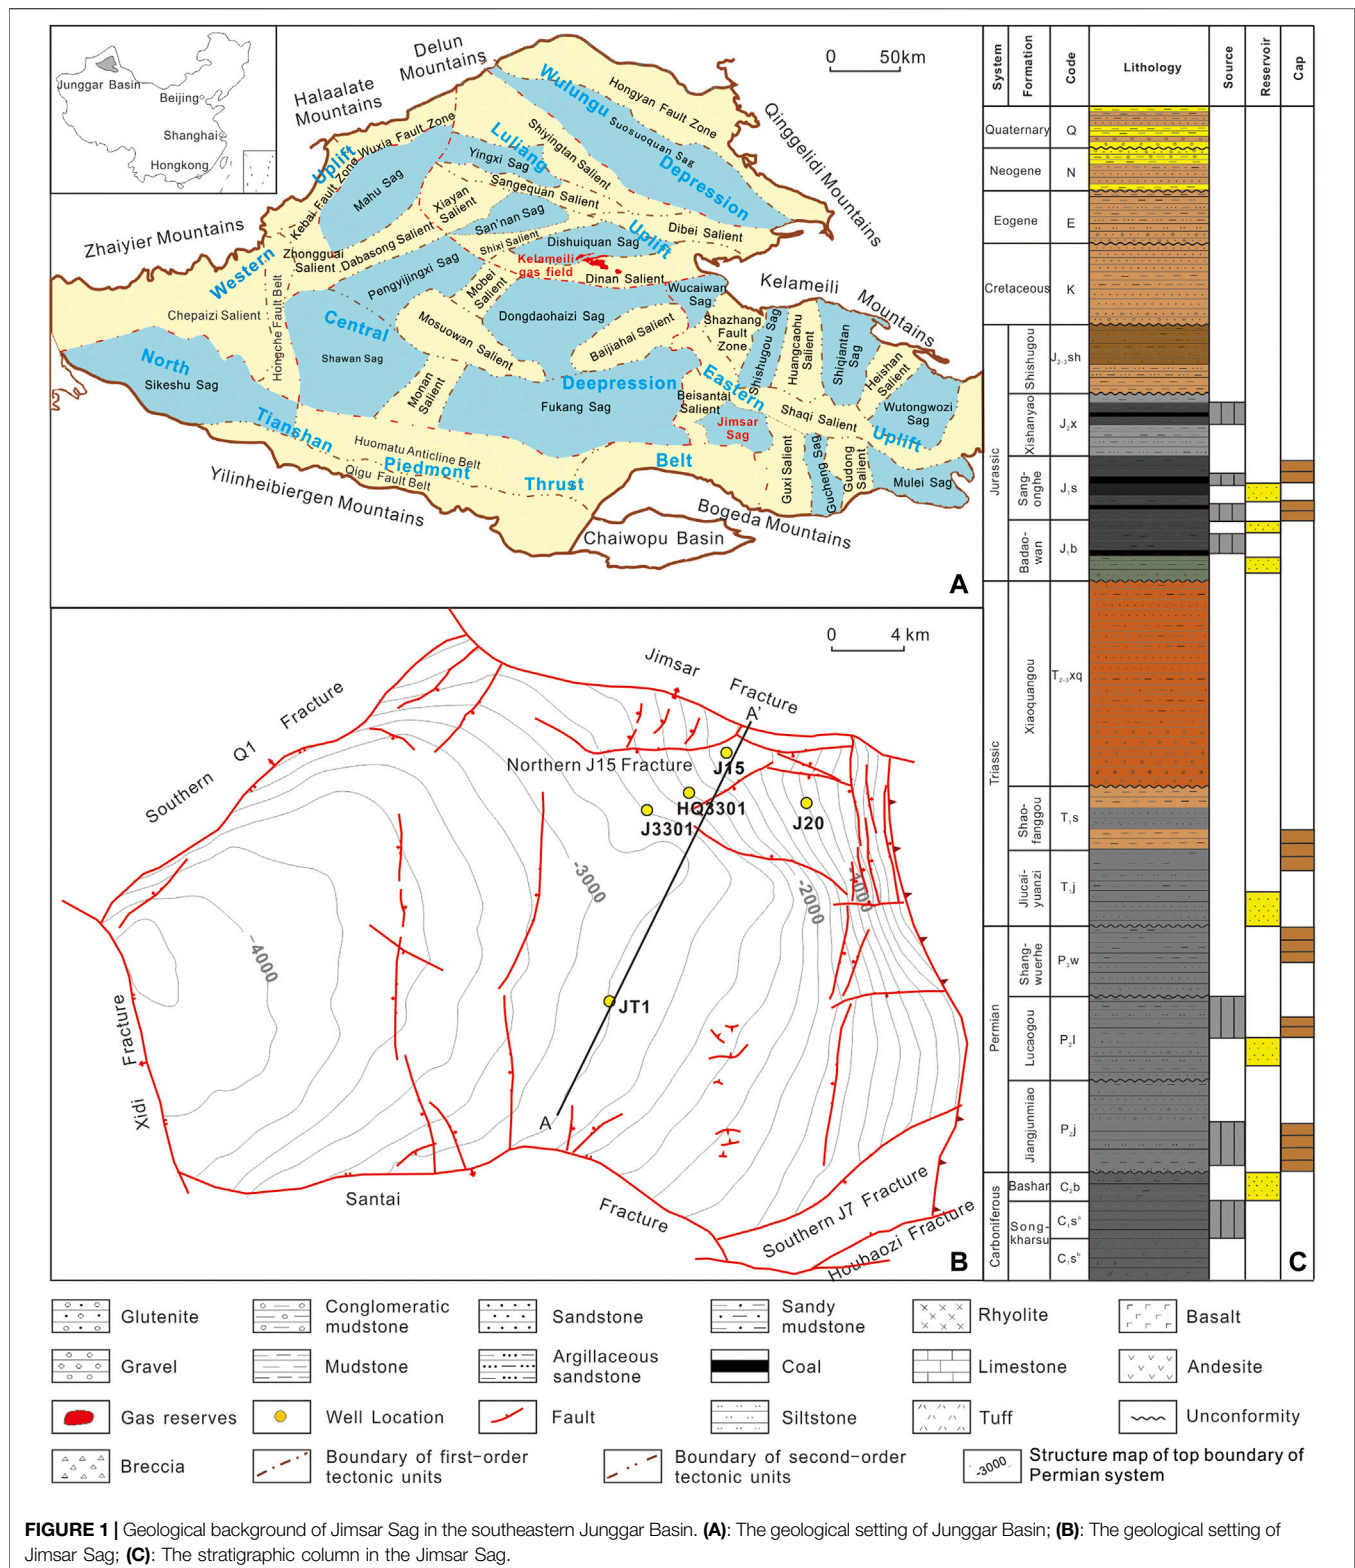 Junggar Basin
Beijing
Shanghai
Hongkong
Delun
Mountains
Halaalate
Mountains
0 50km
Qinggelidi Mountains
Wulungu
Hongyan Fault Zone
Suosuoquan Sag
Depression
Uplift
Wuxia Fault Zone
Kebai Fault Zone
Mahu Sag
Lujiang
Yingxi Sag
Shiyingtan Salient
Sangequan Salient
Xiayan
Salient
San'nan Sag
Uplift
Dibei Salient
Zhaiyier Mountains
Western
Zhongguai
Salient
Dabasong Salient
Shixi Salient
Dishuiquan Sag
Kelameili
gas field
Dinan Salient
Pengyijingxi Sag
Mobei
Salient
Wucaiwan
Sag
Kelameili
Mountains
Chepaizi Salient
Hongche Fault Belt
Central
Shawan Sag
Mosuowan Salient
Dongdaohaizi Sag
Baijiahai Salient
Shazhang
Fault
Zone
Shishugou Sag
Huangcaohu
Salient
Shiqiantan
Sag
Heishan
Salient
North
Sikeshu Sag
Monan
Salient
Deepression
Fukang Sag
Eastern
Beisantai
Salient
Jimsar
Sag
Shaqi Salient
Wutongwozi
Sag
Uplift
Tianshan
Huomatu Anticline Belt
Piedmont
Qigu Fault Belt
Thrust
Belt
Guxi Salient
Gucheng Sag
Gudong
Salient
Mulei Sag
Yilinheibiergen Mountains
Bogeda Mountains
Chaiwopu Basin
A
0 4 km
Jimsar
Fracture
A'
Southern Q1 Fracture
Northern J15 Fracture
J15
HQ3301
J3301
J20
-3000
-2000
-1000
-4000
JT1
A
Xidi Fracture
Santai
Fracture
Southern J7 Fracture
Houbaozi Fracture
B
System
Formation
Code
Lithology
Source
Reservoir
Cap
Quaternary Q
Neogene N
Eogene E
Cretaceous K
Jurassic
Shishugou J₂₋₃sh
Xishanyao J₂x
Sang-
onghe J₁s
Badao-
wan J₁b
Triassic
Xiaoquangou T₂₋₃xq
Shao-
fanggou T₁s
Jiucai-
yuanzi T₁j
Permian
Shang-
wuerhe P₃w
Lucaogou P₂l
Jiangjunmiao P₂j
Carboniferous
Bashan C₂b
Song-
kharsu
C₁sᵃ
C₁sᵇ
C
Glutenite
Conglomeratic
mudstone
Sandstone
Sandy
mudstone
Rhyolite
Basalt
Gravel
Mudstone
Argillaceous
sandstone
Coal
Limestone
Andesite
Gas reserves
Well Location
Fault
Siltstone
Tuff
Unconformity
Breccia
Boundary of first-order
tectonic units
Boundary of second-order
tectonic units
-3000
Structure map of top boundary of
Permian system
FIGURE 1 | Geological background of Jimsar Sag in the southeastern Junggar Basin. (A): The geological setting of Junggar Basin; (B): The geological setting of
Jimsar Sag; (C): The stratigraphic column in the Jimsar Sag.